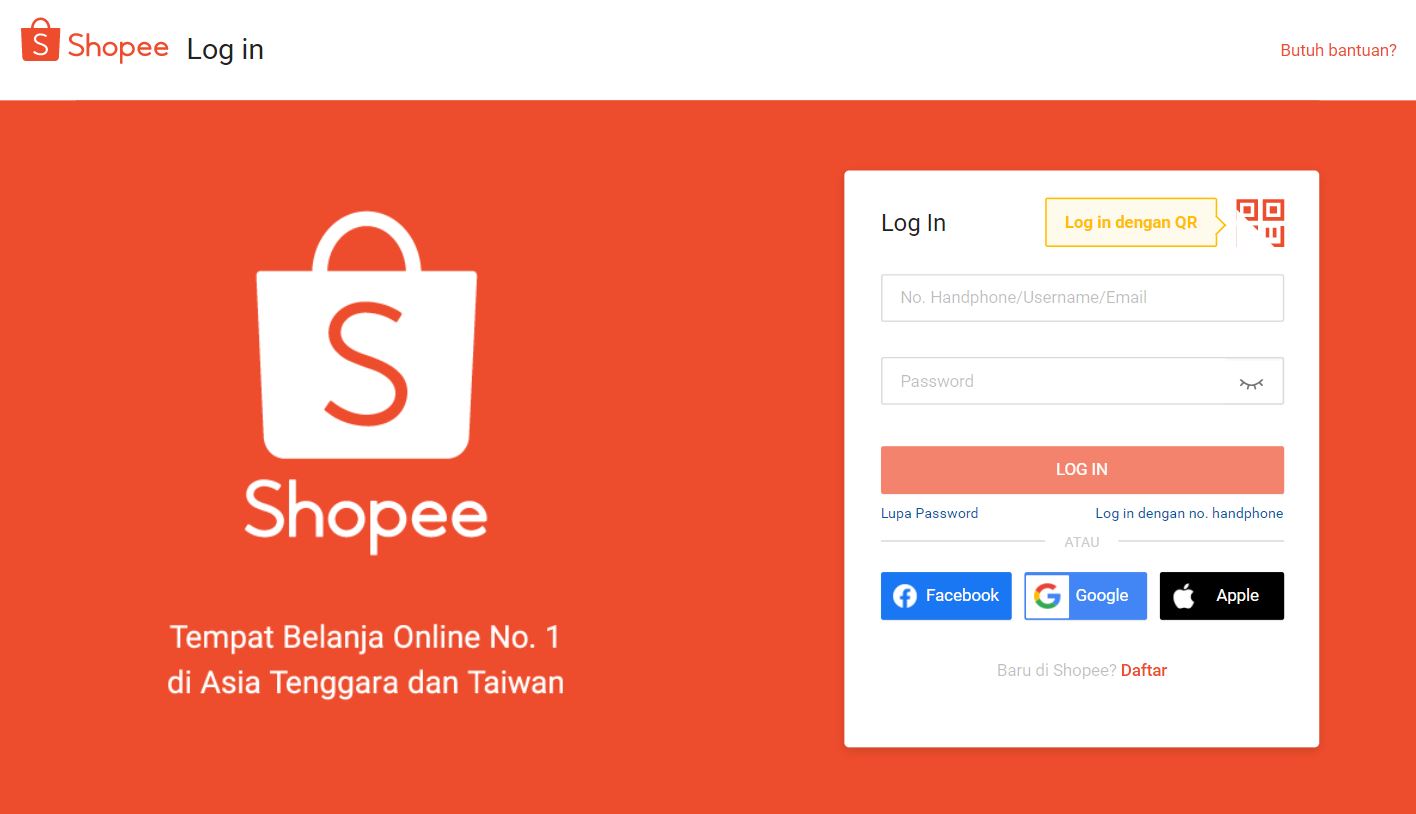 Shopee Log in
Butuh bantuan?
S
Shopee
Tempat Belanja Online No. 1
di Asia Tenggara dan Taiwan
Log In
Log in dengan QR
No. Handphone/Username/Email
Password
LOG IN
Lupa Password
Log in dengan no. handphone
ATAU
Facebook
Google
Apple
Baru di Shopee? Daftar